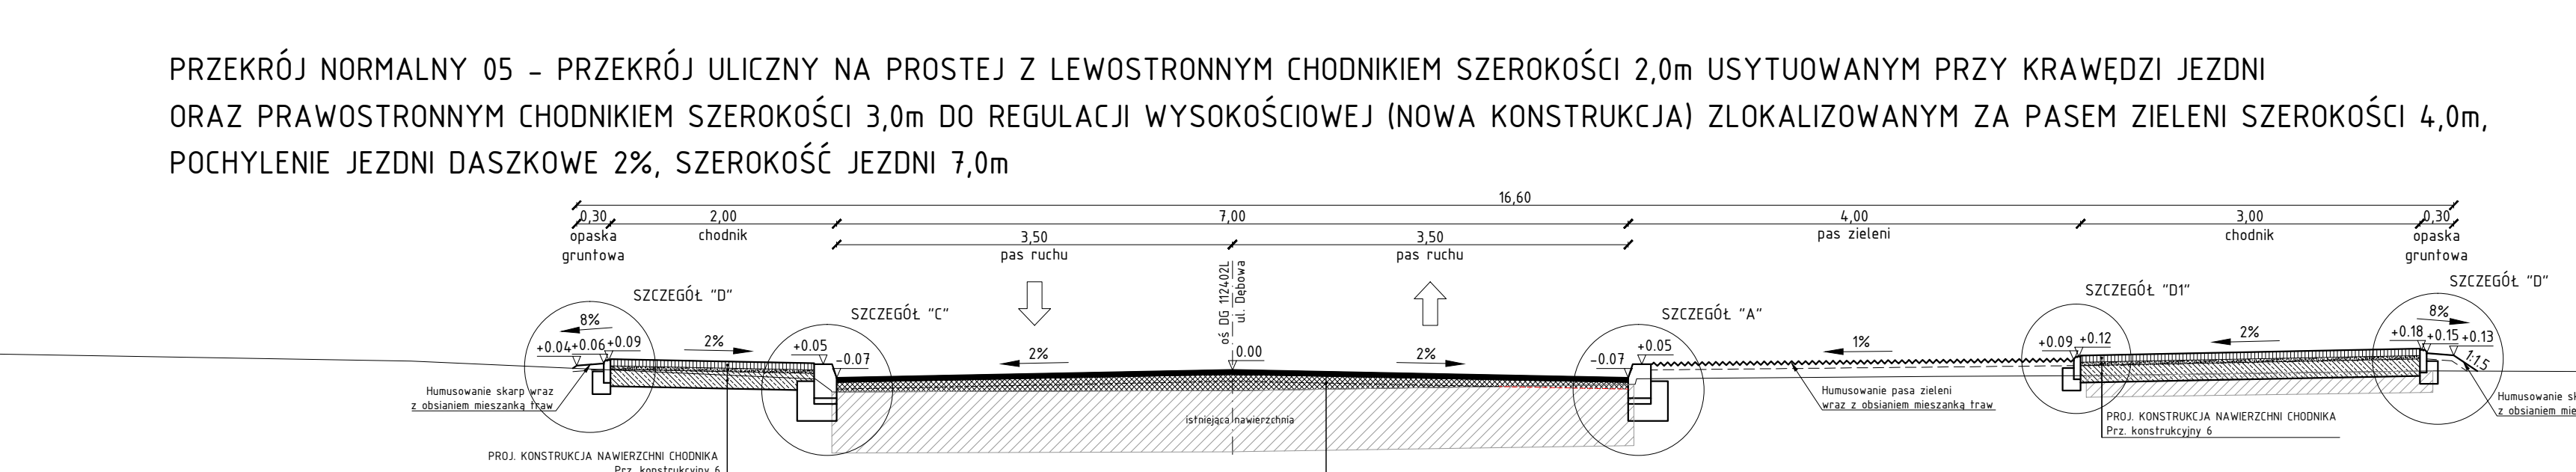 PRZEKRÓJ NORMALNY 05 - PRZEKRÓJ ULICZNY NA PROSTEJ Z LEWOSTRONNYM CHODNIKIEM SZEROKOŚCI 2,0m USYTUOWANYM PRZY KRAWĘDZI JEZDNI
ORAZ PRAWOSTRONNYM CHODNIKIEM SZEROKOŚCI 3,0m DO REGULACJI WYSOKOŚCIOWEJ (NOWA KONSTRUKCJA) ZLOKALIZOWANYM ZA PASEM ZIELENI SZEROKOŚCI 4,0m,
POCHYLENIE JEZDNI DASZKOWE 2%, SZEROKOŚĆ JEZDNI 7,0m
16,60
0,30 2,00 7,00 4,00 3,00 0,30
opaska gruntowa
chodnik
3,50 pas ruchu
3,50 pas ruchu
pas zieleni
chodnik
opaska gruntowa
oś DG 112402L
ul. Dębowa
SZCZEGÓŁ "D"
SZCZEGÓŁ "C"
SZCZEGÓŁ "A"
SZCZEGÓŁ "D1"
SZCZEGÓŁ "D"
8% 2% 2% 2% 1% 2% 8%
+0.04 +0.06 +0.09 +0.05 -0.07 0.00 -0.07 +0.05 +0.09 +0.12 +0.18 +0.15 +0.13
1:1.5
Humusowanie skarp wraz
z obsianiem mieszanką traw
istniejąca nawierzchnia
Humusowanie pasa zieleni
wraz z obsianiem mieszanką traw
PROJ. KONSTRUKCJA NAWIERZCHNI CHODNIKA
Prz. konstrukcyjny 6
Humusowanie
z obsianiem
PROJ. KONSTRUKCJA NAWIERZCHNI CHODNIKA
Prz. konstrukcyjny 6